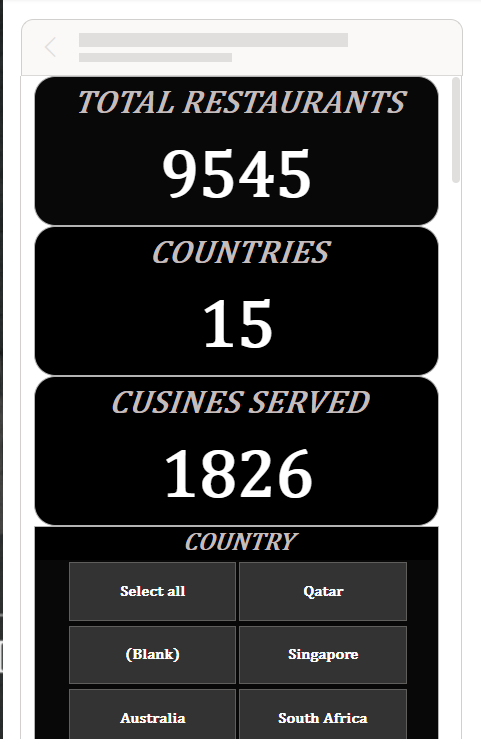 TOTAL RESTAURANTS
9545
COUNTRIES
15
CUSINES SERVED
1826
COUNTRY
Select all
Qatar
(Blank)
Singapore
Australia
South Africa